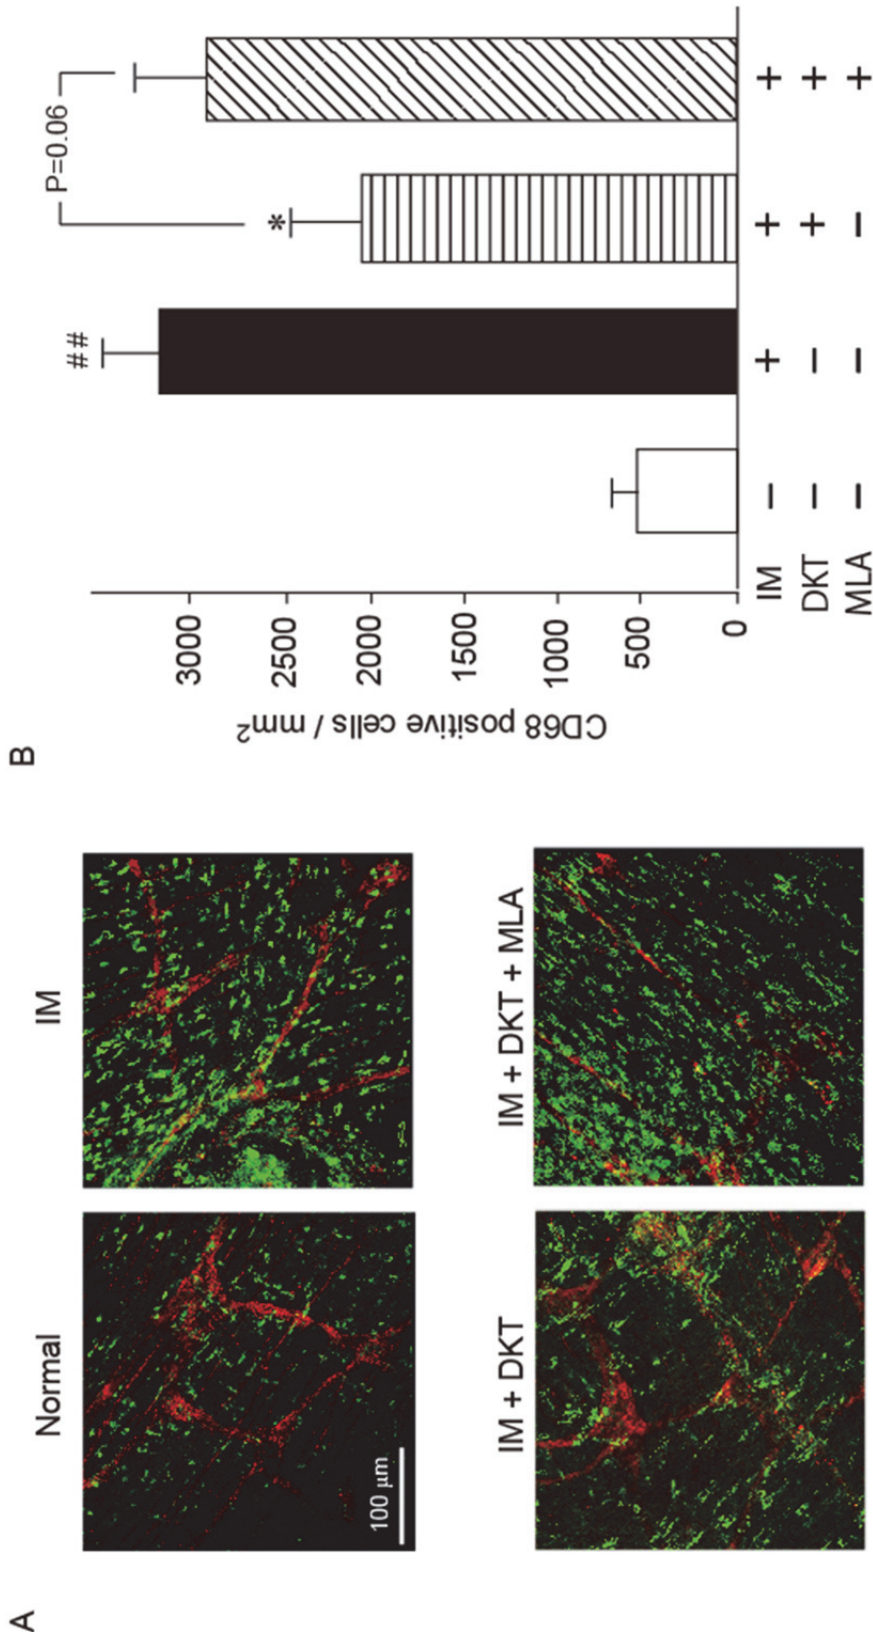 A
Normal
IM
100 µm
IM + DKT
IM + DKT + MLA
B
P=0.06
##
*
3000
2500
2000
1500
1000
500
0
CD68 positive cells / mm²
IM − + + +
DKT − − + +
MLA − − − +